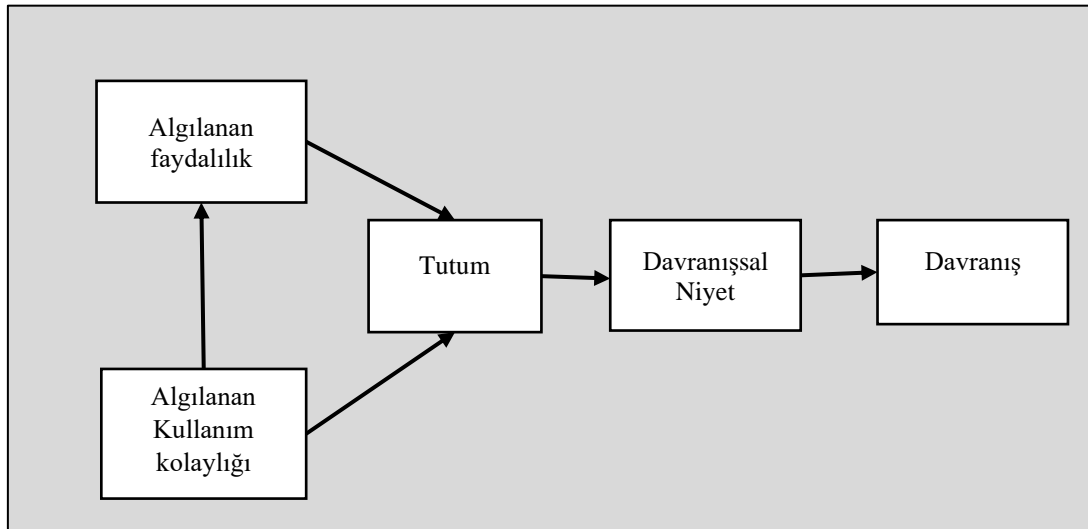 Algılanan
faydalılık
Tutum
Davranışsal
Niyet
Davranış
Algılanan
Kullanım
kolaylığı